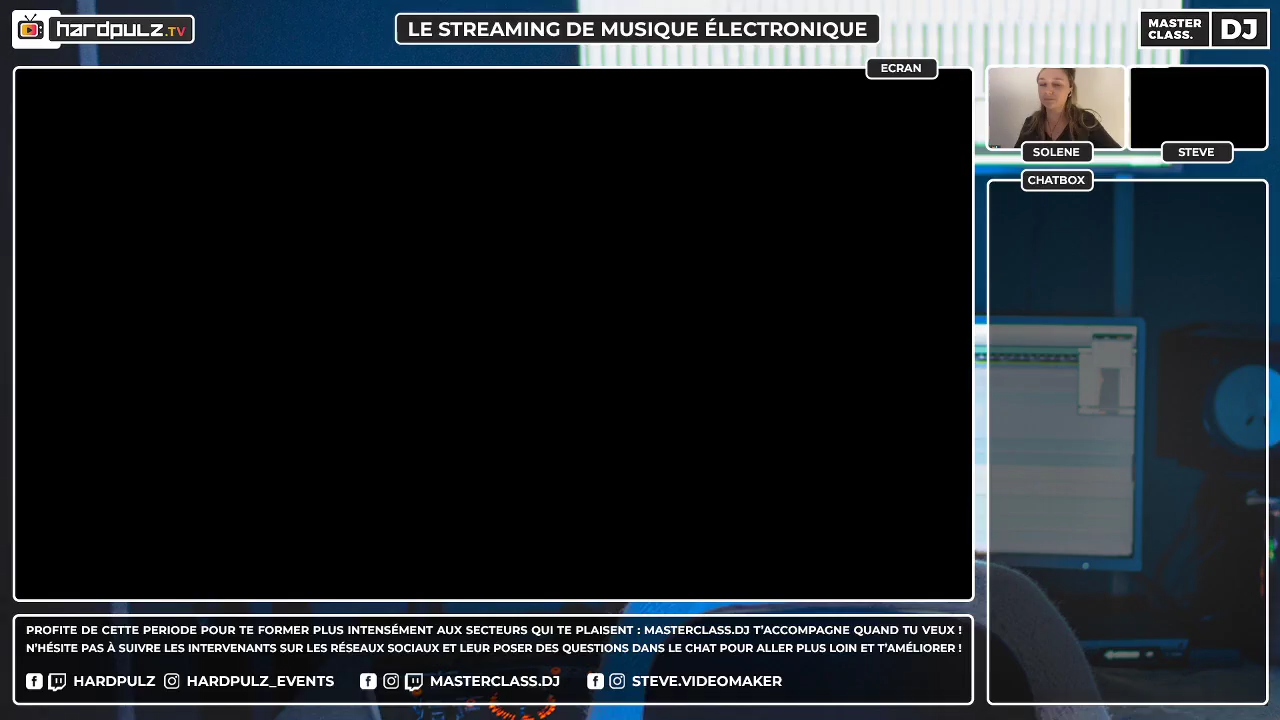 hardpulz.TV
LE STREAMING DE MUSIQUE ÉLECTRONIQUE
MASTER
CLASS.
DJ
ECRAN
SOLENE
STEVE
CHATBOX
PROFITE DE CETTE PERIODE POUR TE FORMER PLUS INTENSÉMENT AUX SECTEURS QUI TE PLAISENT : MASTERCLASS.DJ T'ACCOMPAGNE QUAND TU VEUX !
N'HÉSITE PAS À SUIVRE LES INTERVENANTS SUR LES RÉSEAUX SOCIAUX ET LEUR POSER DES QUESTIONS DANS LE CHAT POUR ALLER PLUS LOIN ET T'AMÉLIORER !
HARDPULZ HARDPULZ_EVENTS MASTERCLASS.DJ STEVE.VIDEOMAKER